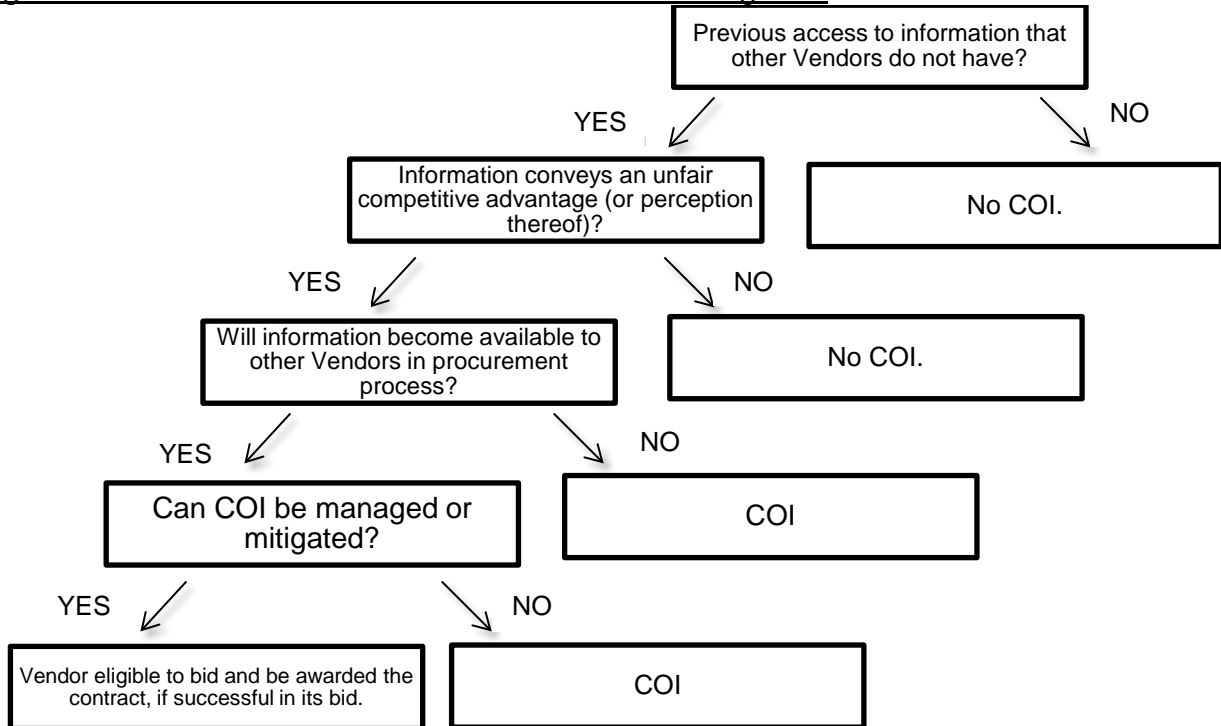 Previous access to information that
other Vendors do not have?
YES
NO
Information conveys an unfair
competitive advantage (or perception
thereof)?
No COI.
YES
NO
Will information become available to
other Vendors in procurement
process?
No COI.
YES
NO
Can COI be managed or
mitigated?
COI
YES
NO
Vendor eligible to bid and be awarded the
contract, if successful in its bid.
COI